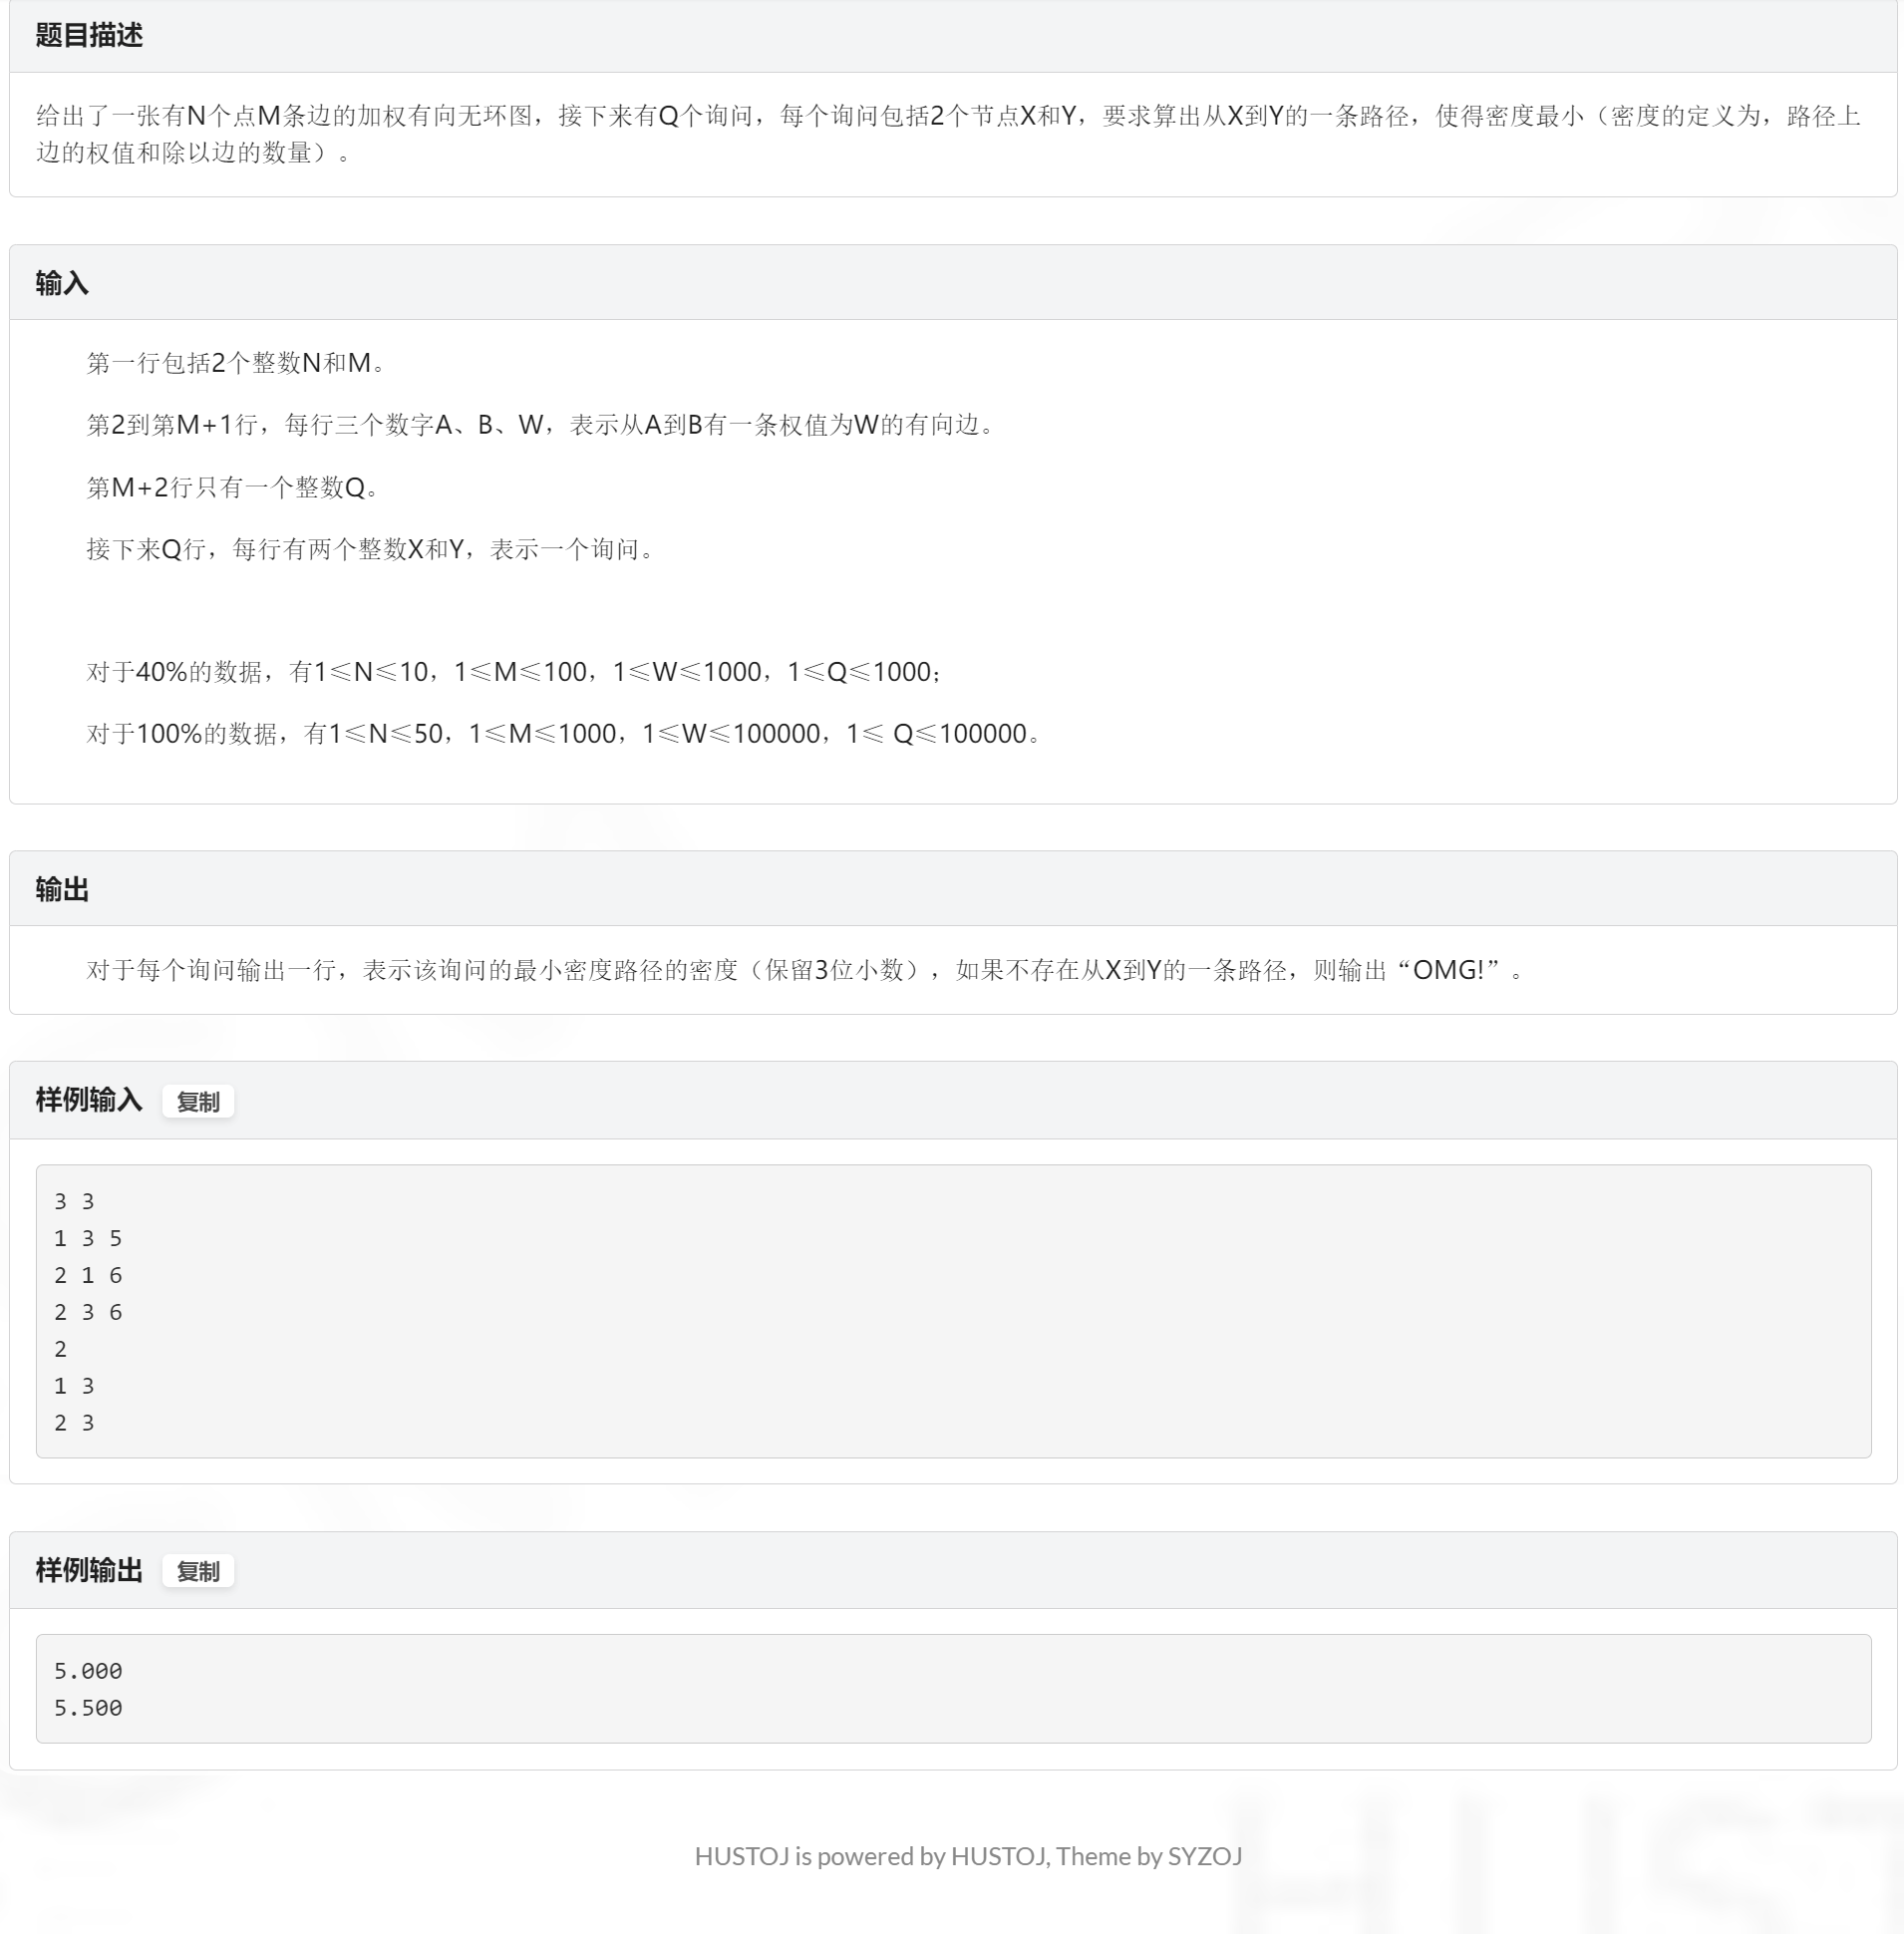 题目描述
给出了一张有N个点M条边的加权有向无环图，接下来有Q个询问，每个询问包括2个节点X和Y，要求算出从X到Y的一条路径，使得密度最小（密度的定义为，路径上
边的权值和除以边的数量）。
输入
第一行包括2个整数N和M。
第2到第M+1行，每行三个数字A、B、W，表示从A到B有一条权值为W的有向边。
第M+2行只有一个整数Q。
接下来Q行，每行有两个整数X和Y，表示一个询问。
对于40%的数据，有1≤N≤10，1≤M≤100，1≤W≤1000，1≤Q≤1000；
对于100%的数据，有1≤N≤50，1≤M≤1000，1≤W≤100000，1≤ Q≤100000。
输出
对于每个询问输出一行，表示该询问的最小密度路径的密度（保留3位小数），如果不存在从X到Y的一条路径，则输出“OMG!”。
样例输入 复制
3 3
1 3 5
2 1 6
2 3 6
2
1 3
2 3
样例输出 复制
5.000
5.500
HUSTOJ is powered by HUSTOJ, Theme by SYZOJ